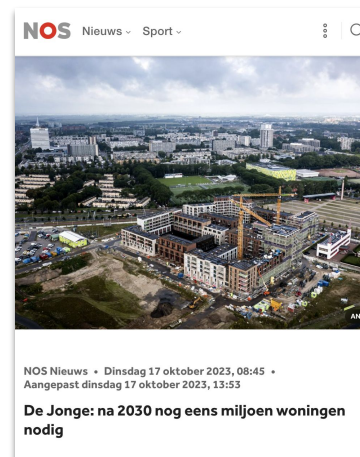 NOS Nieuws Sport
NOS Nieuws • Dinsdag 17 oktober 2023, 08:45 •
Aangepast dinsdag 17 oktober 2023, 13:53
De Jonge: na 2030 nog eens miljoen woningen
nodig